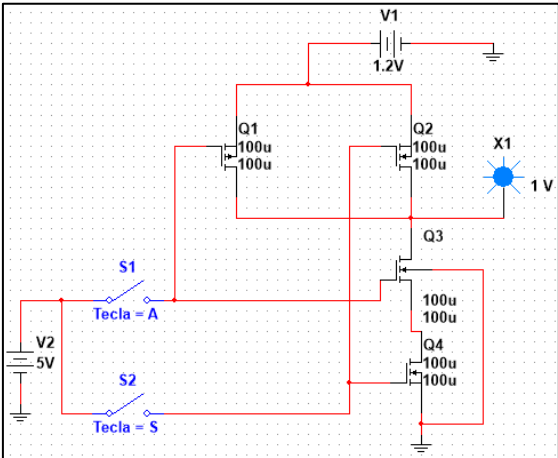 V1
1.2V
Q1
100u
100u
Q2
100u
100u
X1
1 V
Q3
100u
100u
S1
Tecla = A
V2
5V
Q4
100u
100u
S2
Tecla = S